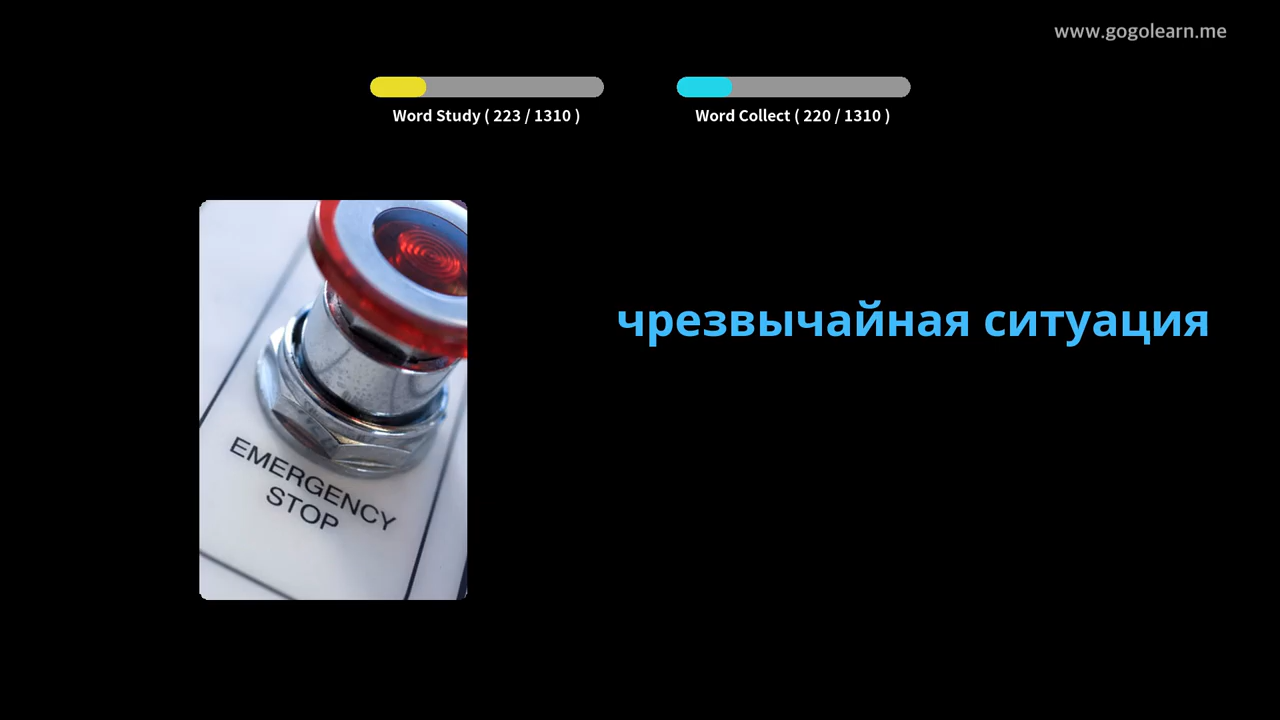 www.gogolearn.me
Word Study ( 223 / 1310 )
Word Collect ( 220 / 1310 )
чрезвычайная ситуация
EMERGENCY
STOP